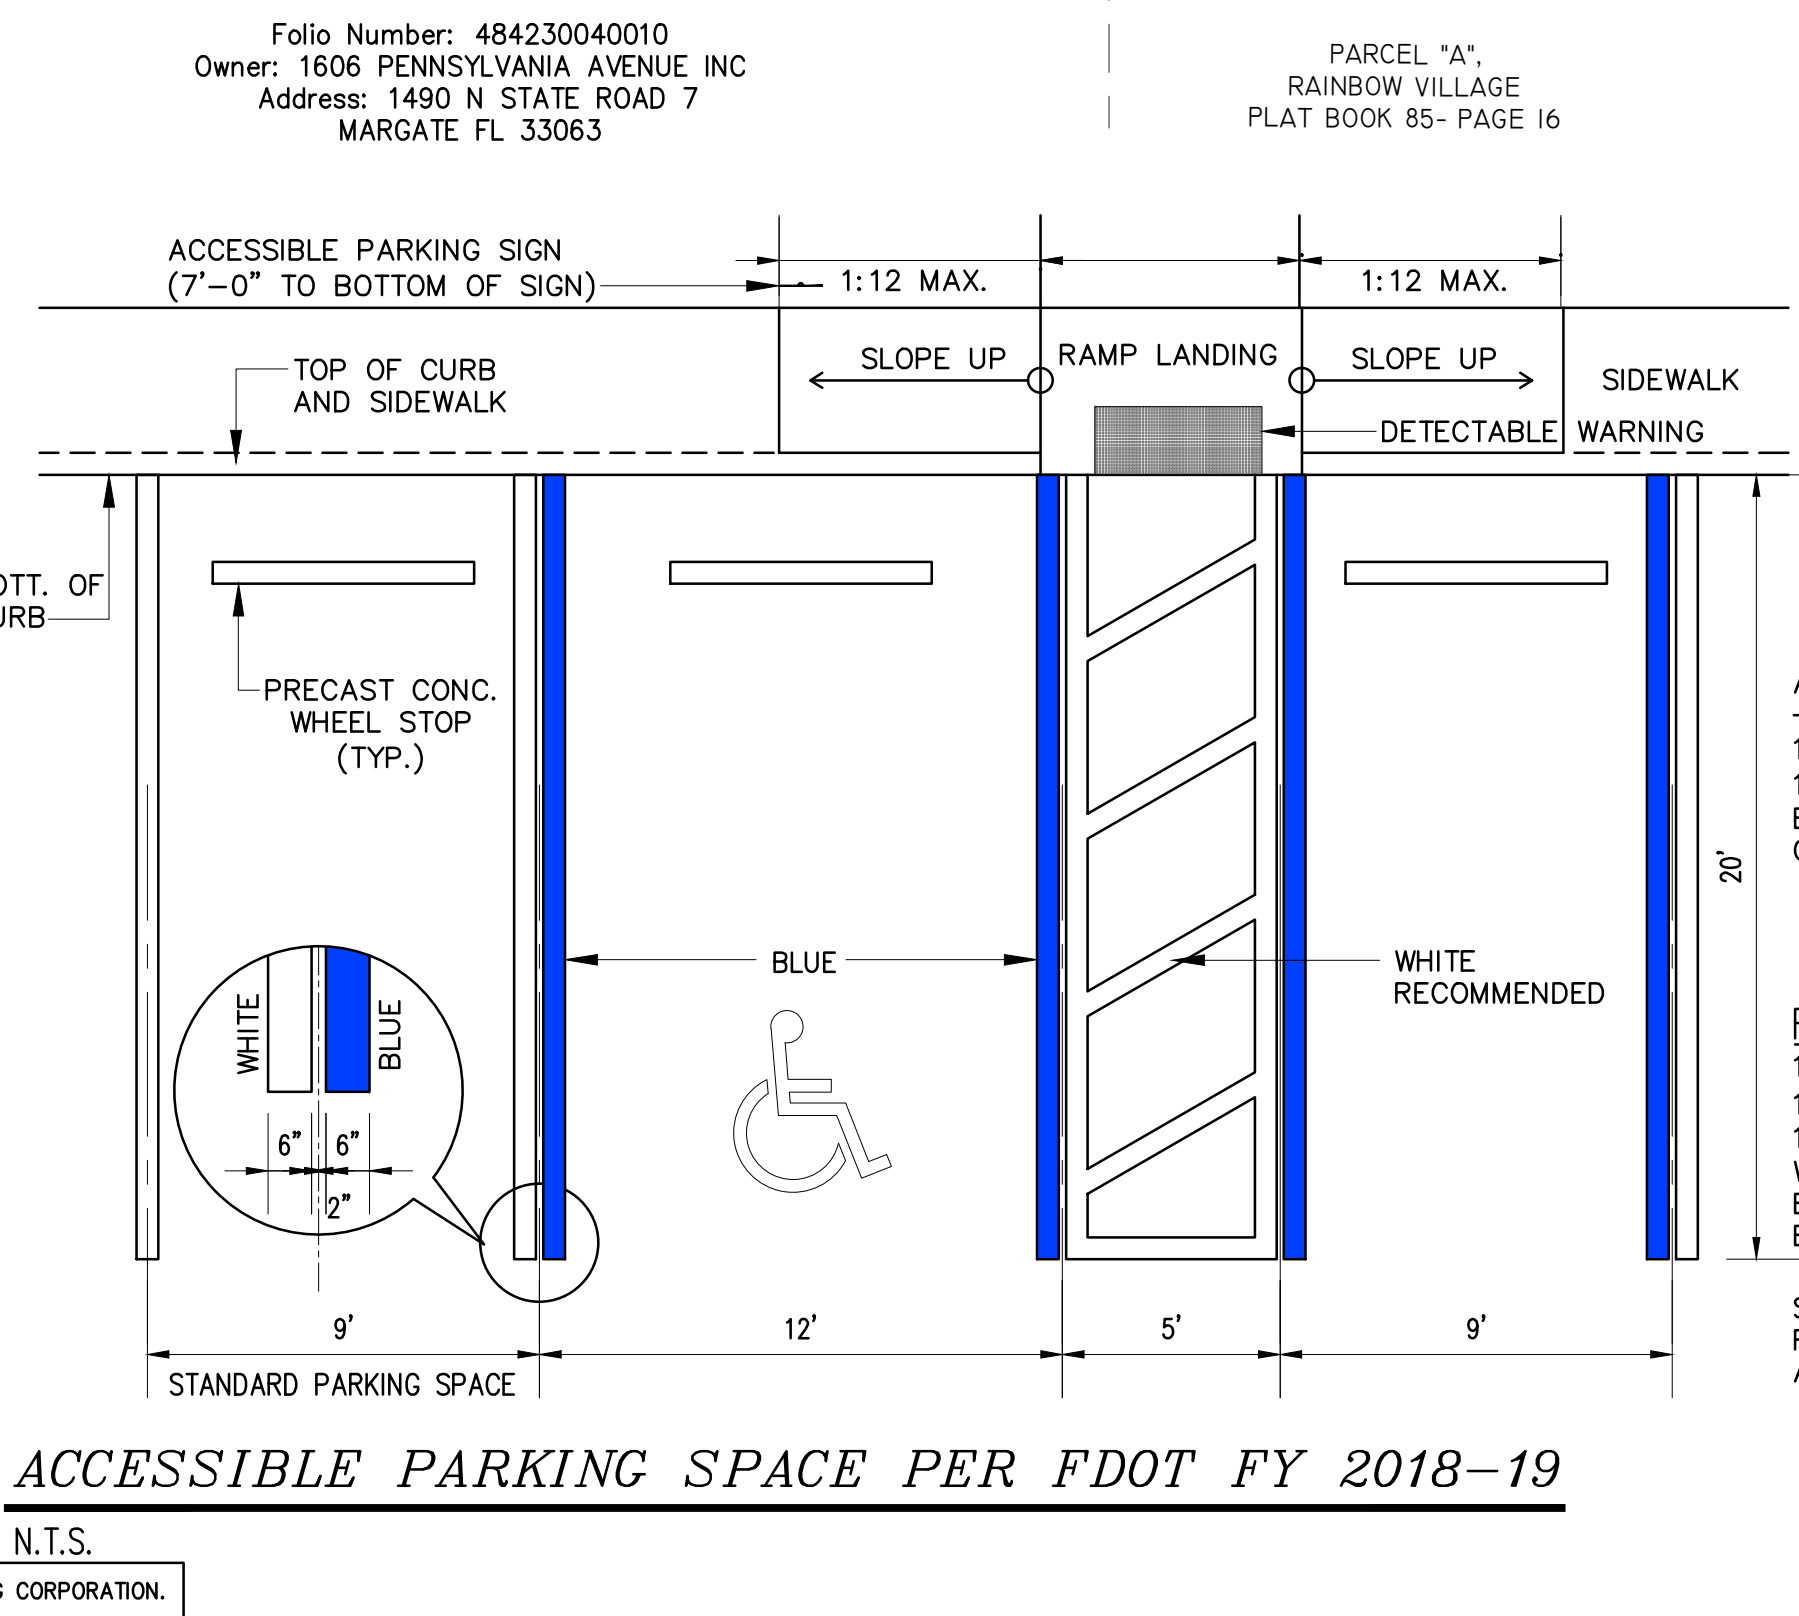 Folio Number: 484230040010
Owner: 1606 PENNSYLVANIA AVENUE INC
Address: 1490 N STATE ROAD 7
MARGATE FL 33063
PARCEL "A",
RAINBOW VILLAGE
PLAT BOOK 85- PAGE 16
ACCESSIBLE PARKING SIGN
(7'-0" TO BOTTOM OF SIGN)
1:12 MAX.
1:12 MAX.
TOP OF CURB
AND SIDEWALK
SLOPE UP
RAMP LANDING
SLOPE UP
SIDEWALK
DETECTABLE WARNING
OTT. OF
URB
PRECAST CONC.
WHEEL STOP
(TYP.)
20'
BLUE
WHITE
RECOMMENDED
WHITE
BLUE
6"
6"
2"
9'
12'
5'
9'
STANDARD PARKING SPACE
ACCESSIBLE PARKING SPACE PER FDOT FY 2018-19
N.T.S.
G CORPORATION.